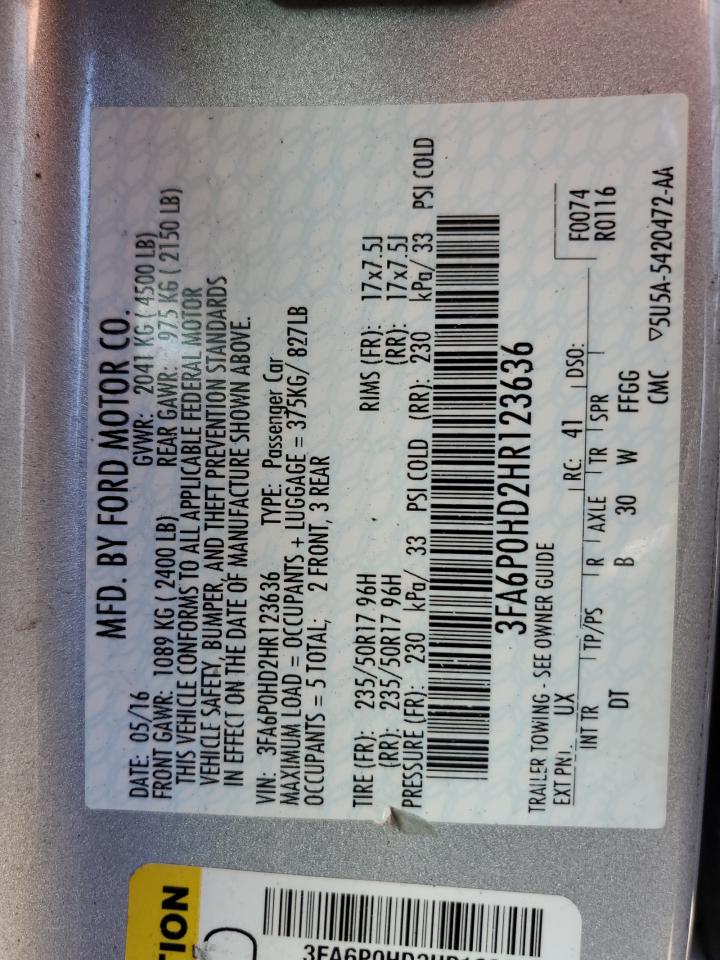 MFD. BY FORD MOTOR CO.
DATE: 05/16 GVWR: 2041 KG ( 4500 LB)
FRONT GAWR: 1089 KG (2400 LB) REAR GAWR: 975 KG ( 2150 LB)
THIS VEHICLE CONFORMS TO ALL APPLICABLE FEDERAL MOTOR
VEHICLE SAFETY, BUMPER, AND THEFT PREVENTION STANDARDS
IN EFFECT ON THE DATE OF MANUFACTURE SHOWN ABOVE.
VIN: 3FA6P0HD2HR123636 TYPE: Passenger Car
MAXIMUM LOAD = OCCUPANTS + LUGGAGE = 375KG/ 827LB
OCCUPANTS = 5 TOTAL; 2 FRONT, 3 REAR
TIRE (FR): 235/50R17 96H RIMS (FR): 17x7.5J
(RR): 235/50R17 96H (RR): 17x7.5J
PRESSURE (FR): 230 kPa/ 33 PSI COLD (RR): 230 kPa/ 33 PSI COLD
3FA6P0HD2HR123636
TRAILER TOWING - SEE OWNER GUIDE F0074
R0116
EXT PNT: UX RC: 41 DSO:
INT TR TP/PS R AXLE TR SPR
DT B 30 W FFGG
CMC ▽5U5A-5420472-AA